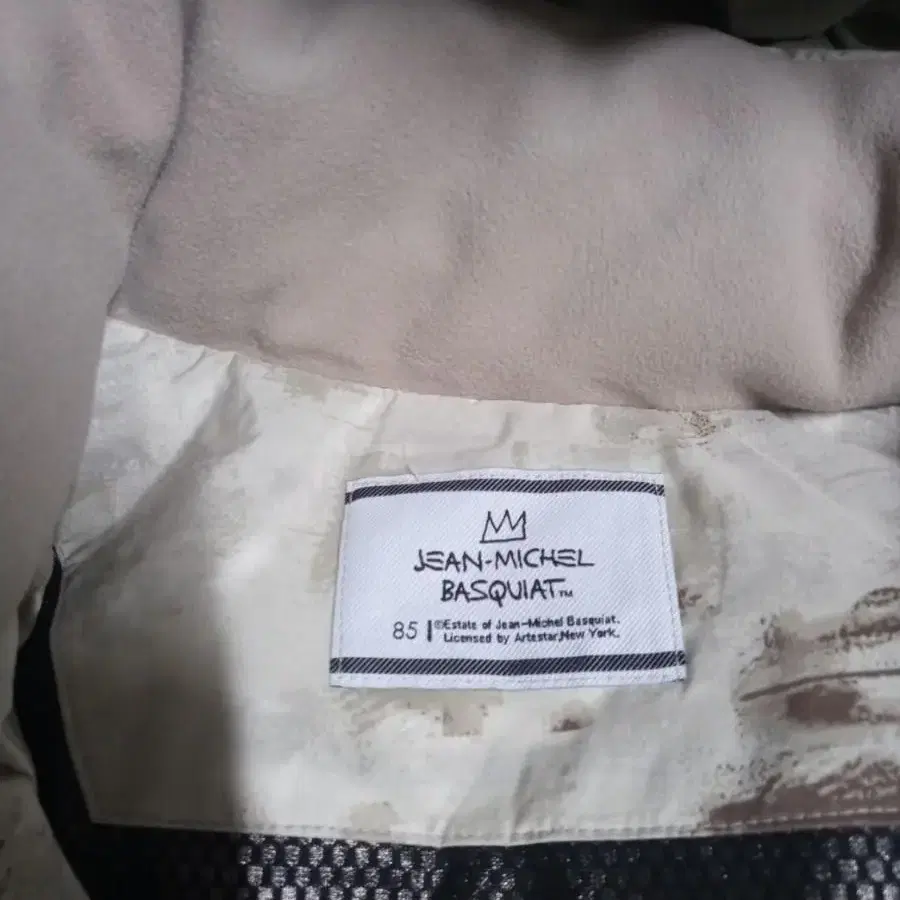 JEAN-MICHEL
BASQUIAT™
85 ©Estate of Jean-Michel Basquiat.
Licensed by Artestar,New York.